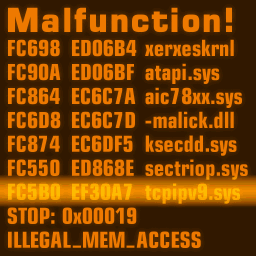 Malfunction!
FC698 ED06B4 xerxeskrnl
FC90A ED06BF atapi.sys
FC864 EC6C7A aic78xx.sys
FC6D8 EC6C7D -malick.dll
FC874 EC6DF5 ksecdd.sys
FC550 ED868E sectriop.sys
FC5B0 EF30A7 tcpipv9.sys
STOP: 0x00019
ILLEGAL_MEM_ACCESS